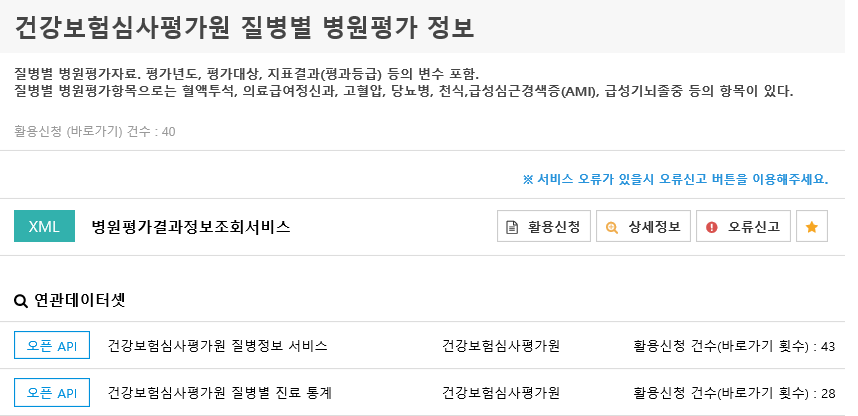 건강보험심사평가원 질병별 병원평가 정보
질병별 병원평가자료. 평가년도, 평가대상, 지표결과(평과등급) 등의 변수 포함.
질병별 병원평가항목으로는 혈액투석, 의료급여정신과, 고혈압, 당뇨병, 천식,급성심근경색증(AMI), 급성기뇌졸중 등의 항목이 있다.
활용신청 (바로가기) 건수 : 40
※ 서비스 오류가 있을시 오류신고 버튼을 이용해주세요.
XML 병원평가결과정보조회서비스 활용신청 상세정보 오류신고
연관데이터셋
오픈 API 건강보험심사평가원 질병정보 서비스 건강보험심사평가원 활용신청 건수(바로가기 횟수) : 43
오픈 API 건강보험심사평가원 질병별 진료 통계 건강보험심사평가원 활용신청 건수(바로가기 횟수) : 28